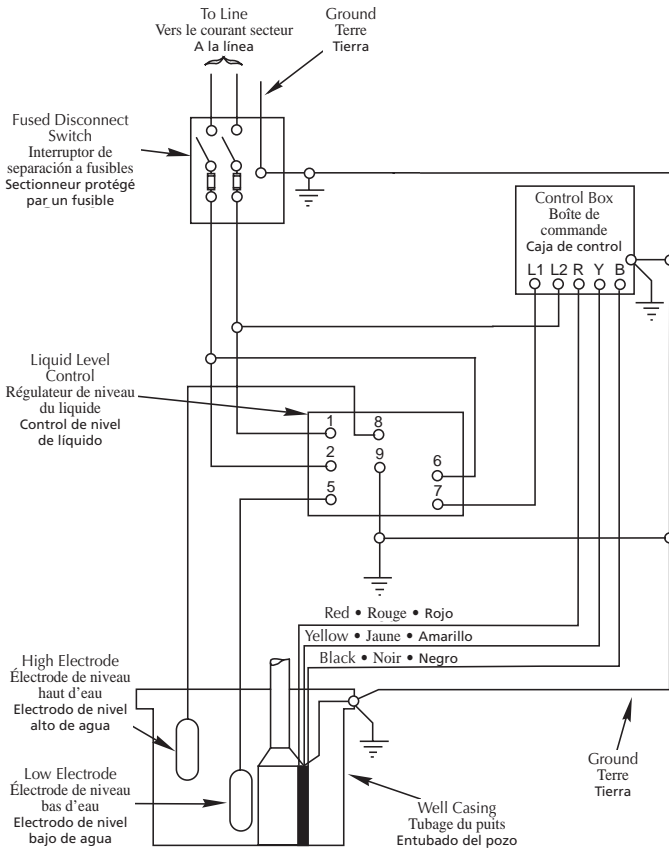 To Line
Vers le courant secteur
A la línea
Ground
Terre
Tierra
Fused Disconnect
Switch
Interruptor de
separación a fusibles
Sectionneur protégé
par un fusible
Control Box
Boîte de
commande
Caja de control
L1 L2 R Y B
Liquid Level
Control
Régulateur de niveau
du liquide
Control de nivel
de líquido
1
8
2
9
6
5
7
Red • Rouge • Rojo
Yellow • Jaune • Amarillo
Black • Noir • Negro
High Electrode
Électrode de niveau
haut d'eau
Electrodo de nivel
alto de agua
Low Electrode
Électrode de niveau
bas d'eau
Electrodo de nivel
bajo de agua
Well Casing
Tubage du puits
Entubado del pozo
Ground
Terre
Tierra